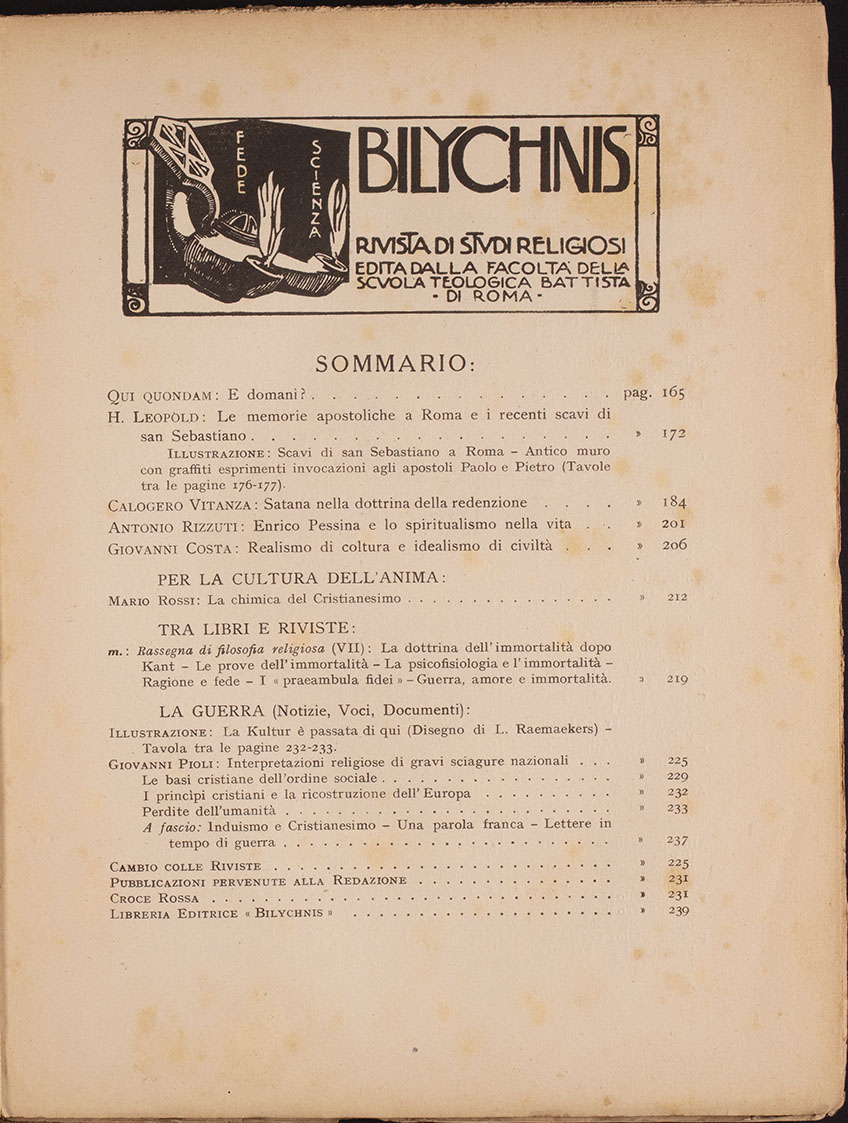 FEDE
SCIENZA
BILYCHNIS
RIVISTA DI STVDI RELIGIOSI
EDITA DALLA FACOLTÀ DELLA
SCVOLA TEOLOGICA BATTISTA
- DI ROMA -
SOMMARIO:
QUI QUONDAM: E domani? . . . . . . . . . . . . . . . . pag. 165
H. LEOPOLD: Le memorie apostoliche a Roma e i recenti scavi di
san Sebastiano . . . . . . . . . . . . . . . . . . » 172
ILLUSTRAZIONE: Scavi di san Sebastiano a Roma – Antico muro
con graffiti esprimenti invocazioni agli apostoli Paolo e Pietro (Tavole
tra le pagine 176-177).
CALOGERO VITANZA: Satana nella dottrina della redenzione . . . . » 184
ANTONIO RIZZUTI: Enrico Pessina e lo spiritualismo nella vita . . » 201
GIOVANNI COSTA: Realismo di coltura e idealismo di civiltà . . . » 206
PER LA CULTURA DELL'ANIMA:
MARIO ROSSI: La chimica del Cristianesimo . . . . . . . . . . . . . . . . » 212
TRA LIBRI E RIVISTE:
m.: Rassegna di filosofia religiosa (VII): La dottrina dell'immortalità dopo
Kant – Le prove dell'immortalità – La psicofisiologia e l'immortalità –
Ragione e fede – I « praeambula fidei » – Guerra, amore e immortalità. » 219
LA GUERRA (Notizie, Voci, Documenti):
ILLUSTRAZIONE: La Kultur è passata di qui (Disegno di L. Raemaekers) –
Tavola tra le pagine 232-233.
GIOVANNI PIOLI: Interpretazioni religiose di gravi sciagure nazionali . . . » 225
Le basi cristiane dell'ordine sociale . . . . . . . . . . . . . . . . . . » 229
I principi cristiani e la ricostruzione dell'Europa . . . . . . . . . . » 232
Perdite dell'umanità . . . . . . . . . . . . . . . . . . . . . . . . . » 233
A fascio: Induismo e Cristianesimo – Una parola franca – Lettere in
tempo di guerra . . . . . . . . . . . . . . . . . . . . . . . . . » 237
CAMBIO COLLE RIVISTE . . . . . . . . . . . . . . . . . . . . . . . . . . » 225
PUBBLICAZIONI PERVENUTE ALLA REDAZIONE . . . . . . . . . . . . . . . » 231
CROCE ROSSA . . . . . . . . . . . . . . . . . . . . . . . . . . . . . . » 231
LIBRERIA EDITRICE « BILYCHNIS » . . . . . . . . . . . . . . . . . . . . » 239